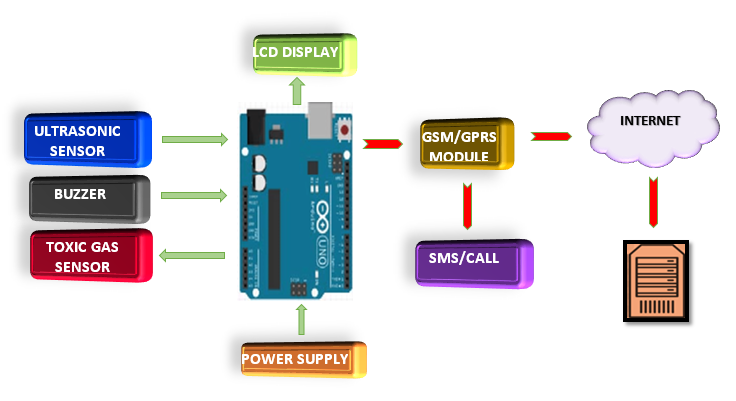 LCD DISPLAY
ULTRASONIC
SENSOR
BUZZER
TOXIC GAS
SENSOR
UNO
GSM/GPRS
MODULE
INTERNET
SMS/CALL
POWER SUPPLY